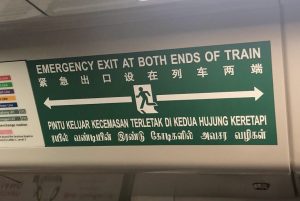 EMERGENCY EXIT AT BOTH ENDS OF TRAIN
紧急出口设在列车两端
PINTU KELUAR KECEMASAN TERLETAK DI KEDUA HUJUNG KERETAPI
ரயில் வண்டியின் இரண்டு கோடிகளில் அவசர வழிகள்